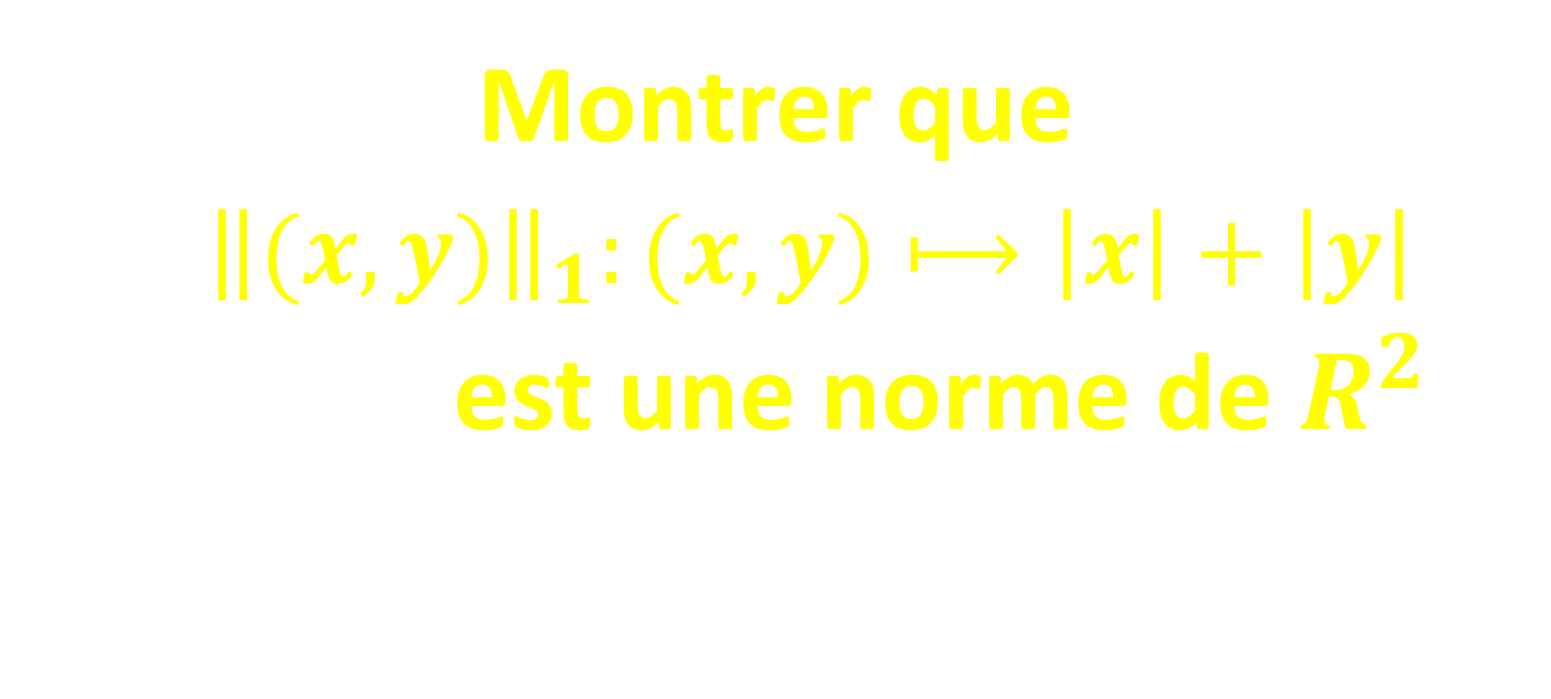 Montrer que
‖(x, y)‖₁: (x, y) ⟼ |x| + |y|
est une norme de R²